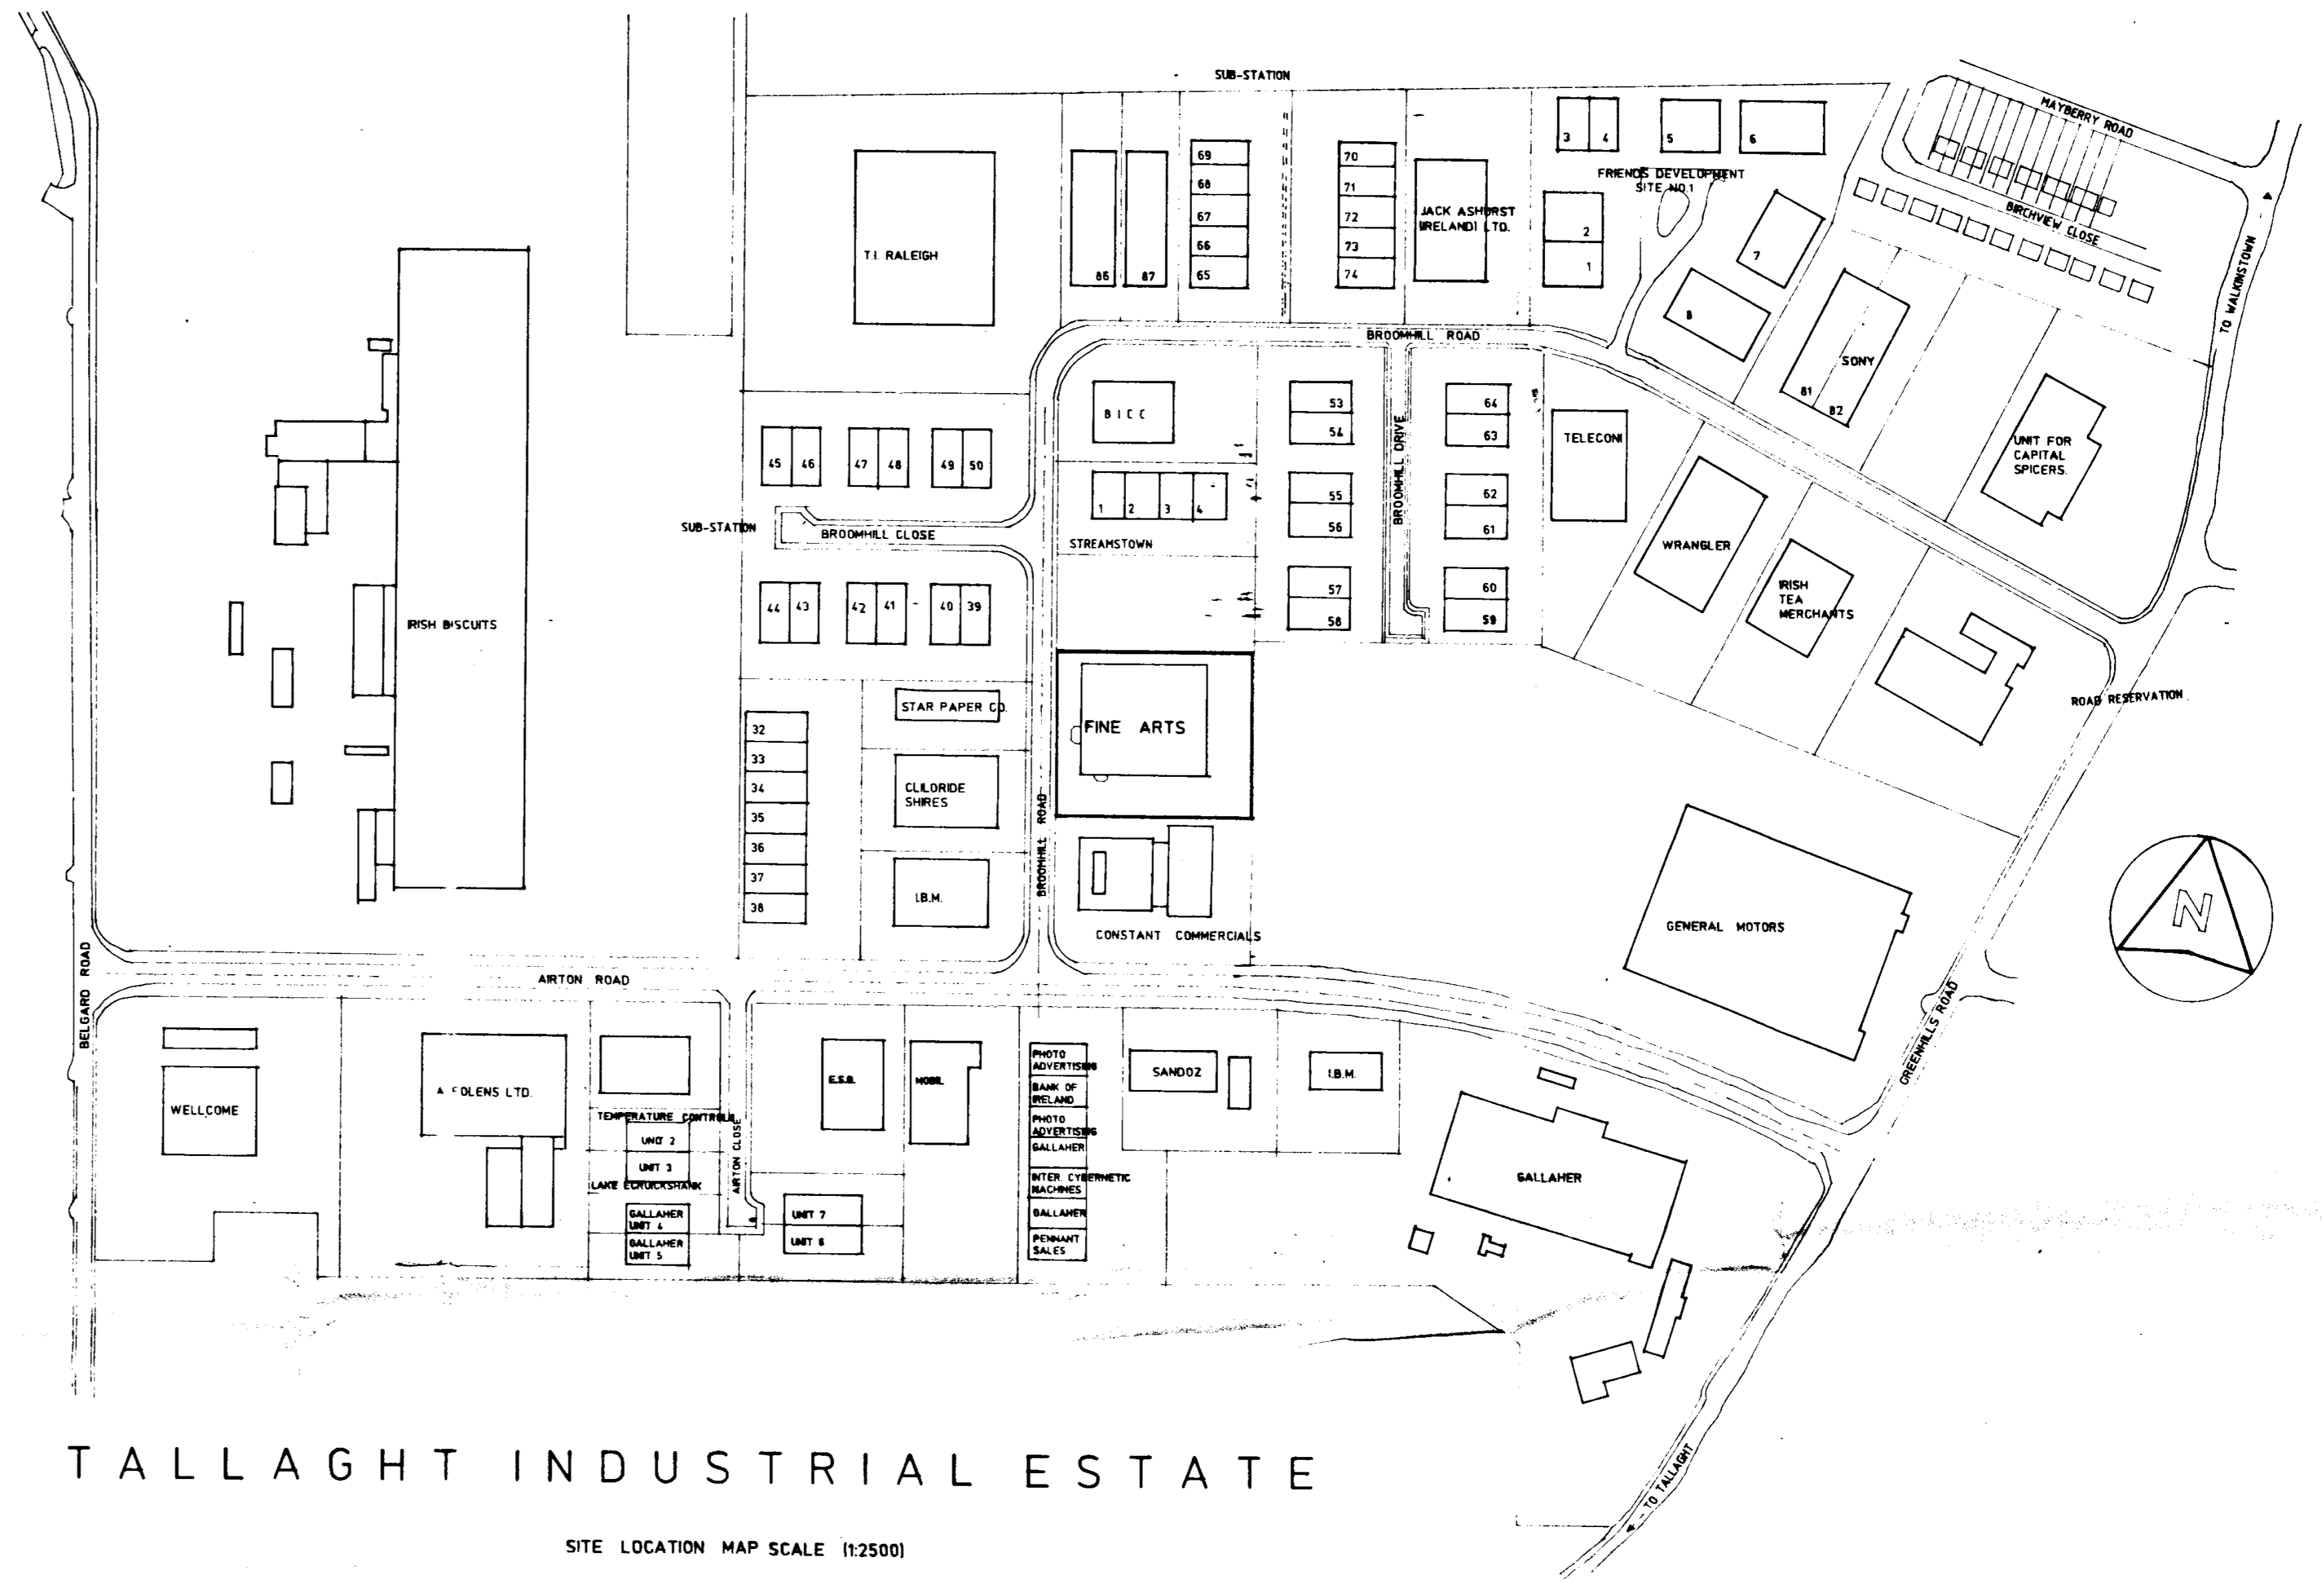 SUB-STATION
MAYBERRY ROAD
BIRCHVIEW CLOSE
TO WALKINSTOWN
3
4
5
6
FRIENDS DEVELOPMENT
SITE NO.1
69
68
67
66
65
70
71
72
73
74
JACK ASHURST
(IRELAND) LTD.
2
1
7
8
T.I. RALEIGH
86
87
BROOMHILL ROAD
SONY
81
82
UNIT FOR
CAPITAL
SPICERS.
BICC
53
54
64
63
TELECON
BROOMHILL DRIVE
45
46
47
48
49
50
1
2
3
4
55
56
62
61
SUB-STATION
BROOMHILL CLOSE
STREAMSTOWN
WRANGLER
IRISH
TEA
MERCHANTS
44
43
42
41
40
39
57
58
60
59
IRISH BISCUITS
STAR PAPER CO.
FINE ARTS
ROAD RESERVATION
32
33
34
35
36
37
38
CLILORIDE
SHIRES
I.B.M.
BROOMHILL ROAD
CONSTANT COMMERCIALS
GENERAL MOTORS
N
BELGARD ROAD
AIRTON ROAD
GREENHILLS ROAD
WELLCOME
A FOLENS LTD.
TEMPERATURE CONTROLS
UNIT 2
UNIT 3
LAKE ECRUICKSHANK
GALLAHER
UNIT 4
GALLAHER
UNIT 5
AIRTON CLOSE
E.S.B.
MOBIL
UNIT 7
UNIT 6
PHOTO
ADVERTISING
BANK OF
IRELAND
PHOTO
ADVERTISING
GALLAHER
INTER. CYBERNETIC
MACHINES
GALLAHER
PENNANT
SALES
SANDOZ
I.B.M.
GALLAHER
TO TALLAGHT
TALLAGHT INDUSTRIAL ESTATE
SITE LOCATION MAP SCALE (1:2500)